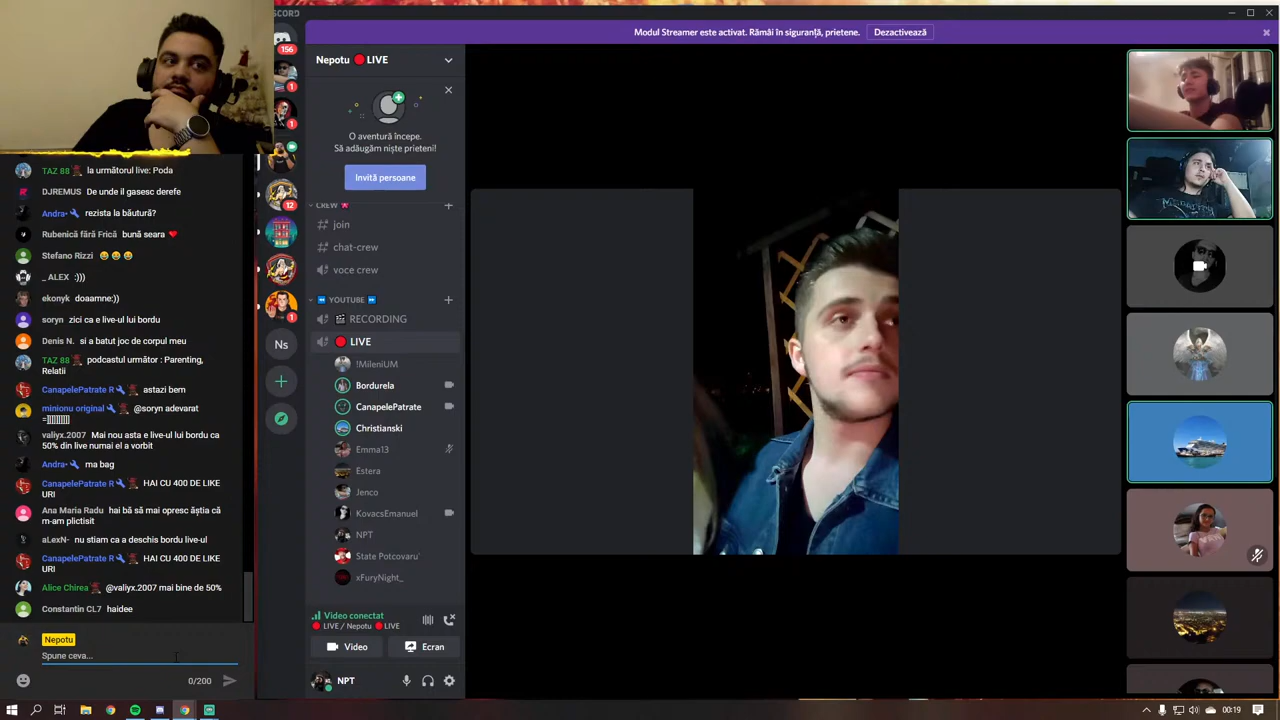 SCORD
Modul Streamer este activat. Rămâi în siguranță, prietene.
Dezactivează
156
1
1
12
1
Ns
Nepotu 🔴LIVE
O aventură începe.
Să adăugăm niște prieteni!
Invită persoane
CREW
# join
# chat-crew
voce crew
YOUTUBE
RECORDING
LIVE
!MileniUM
Bordurela
CanapelePatrate
Christianski
Emma13
Estera
Jenco
KovacsEmanuel
NPT
State Potcovaru'
xFuryNight_
Video conectat
LIVE / Nepotu 🔴 LIVE
Video
Ecran
NPT
TAZ 88 la următorul live: Poda
DJREMUS De unde il gasesc derefe
Andra• rezista la băutură?
Rubenică fără Frică bună seara ❤
Stefano Rizzi 😂 😂 😂
_ ALEX :)))
ekonyk doaamne:))
soryn zici ca e live-ul lui bordu
Denis N. si a batut joc de corpul meu
TAZ 88 podcastul următor : Parenting,
Relatii
CanapelePatrate R astazi bem
minionu original @soryn adevarat
=]]]]]]]]]
valiyx.2007 Mai nou asta e live-ul lui bordu ca
50% din live numai el a vorbit
Andra• ma bag
CanapelePatrate R HAI CU 400 DE LIKE
URI
Ana Maria Radu hai bă să mai opresc ăștia că
m-am plictisit
aLexN- nu stiam ca a deschis bordu live-ul
CanapelePatrate R HAI CU 400 DE LIKE
URI
Alice Chirea @valiyx.2007 mai bine de 50%
Constantin CL7 haidee
Nepotu
Spune ceva...
0/200
00:19